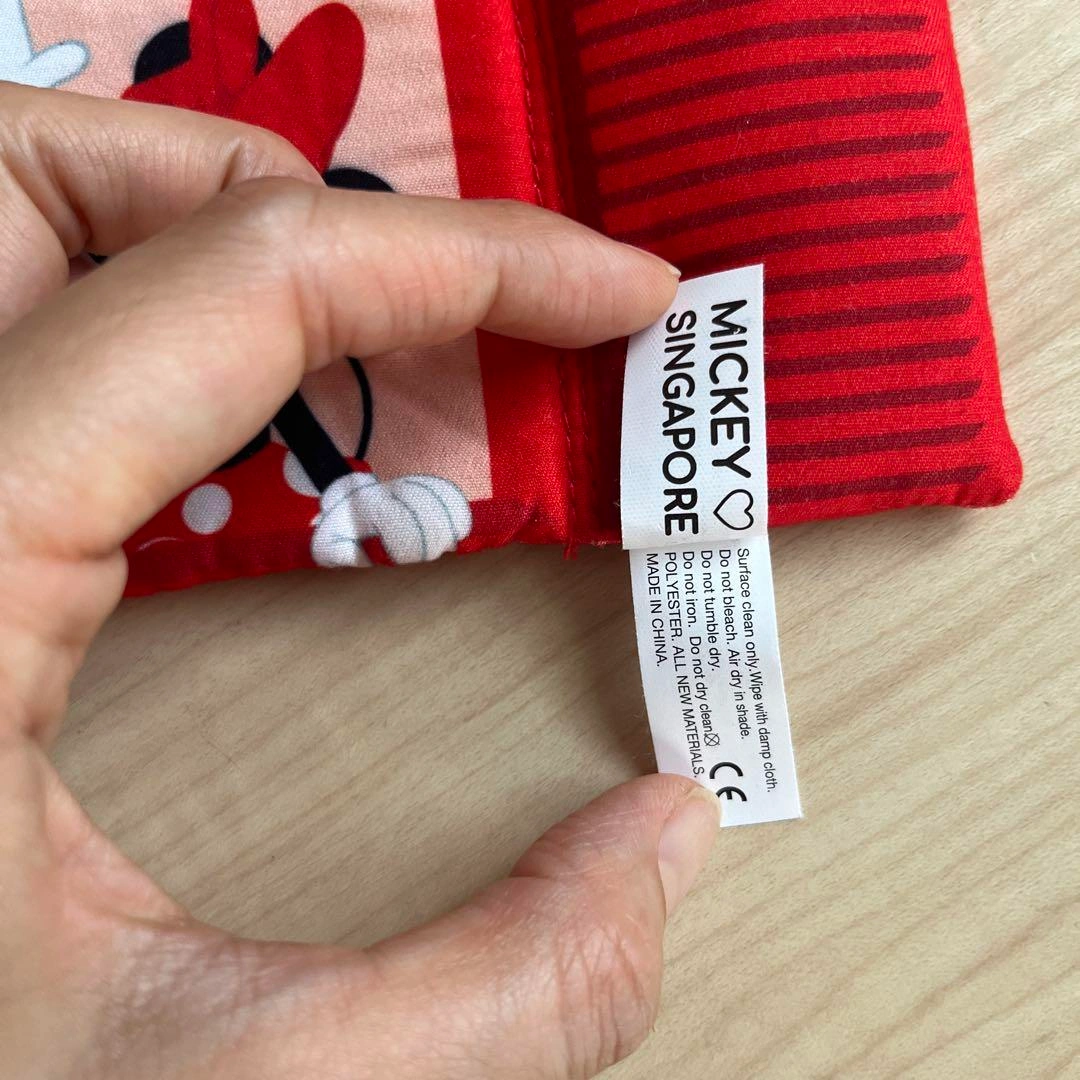 MICKEY ♡
SINGAPORE
Surface clean only.Wipe with damp cloth.
Do not bleach. Air dry in shade.
Do not tumble dry.
Do not iron. Do not dry clean
POLYESTER. ALL NEW MATERIALS.
MADE IN CHINA.
CE